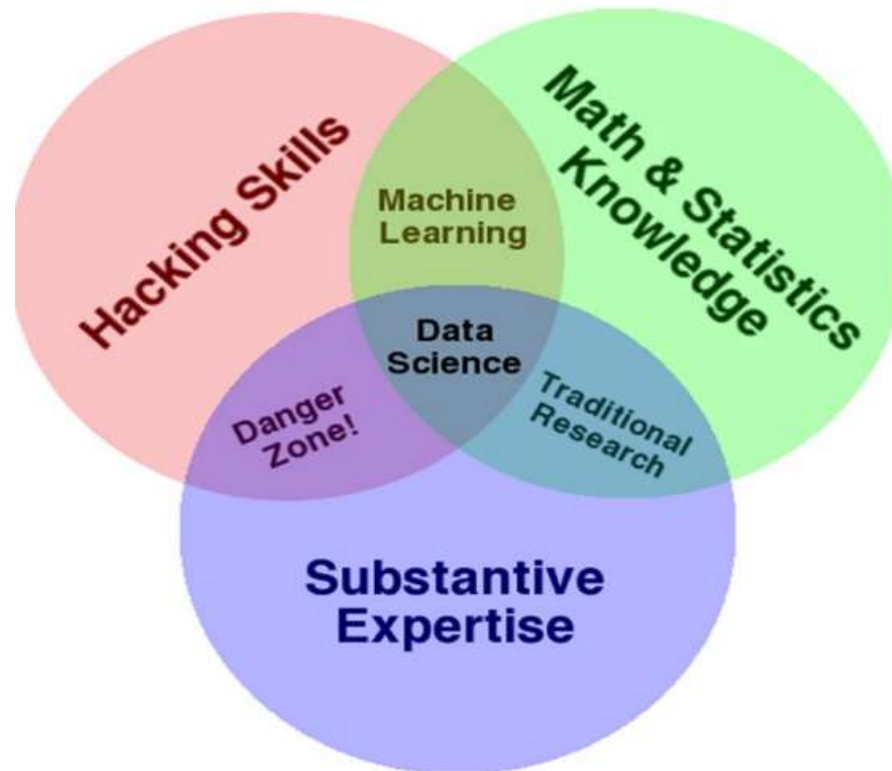 Hacking Skills
Math & Statistics
Knowledge
Machine
Learning
Data
Science
Danger
Zone!
Traditional
Research
Substantive
Expertise